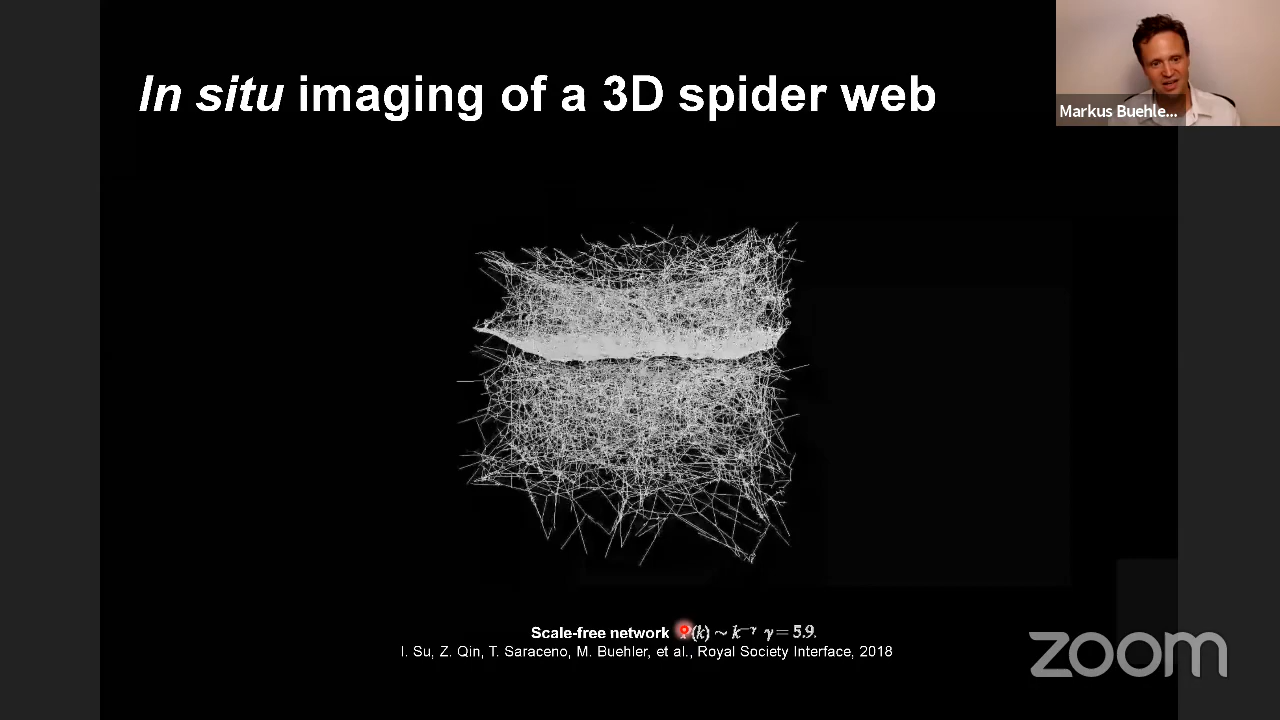 In situ imaging of a 3D spider web
Markus Buehle...
Scale-free network P(k) ~ k^−γ γ = 5.9.
I. Su, Z. Qin, T. Saraceno, M. Buehler, et al., Royal Society Interface, 2018
zoom